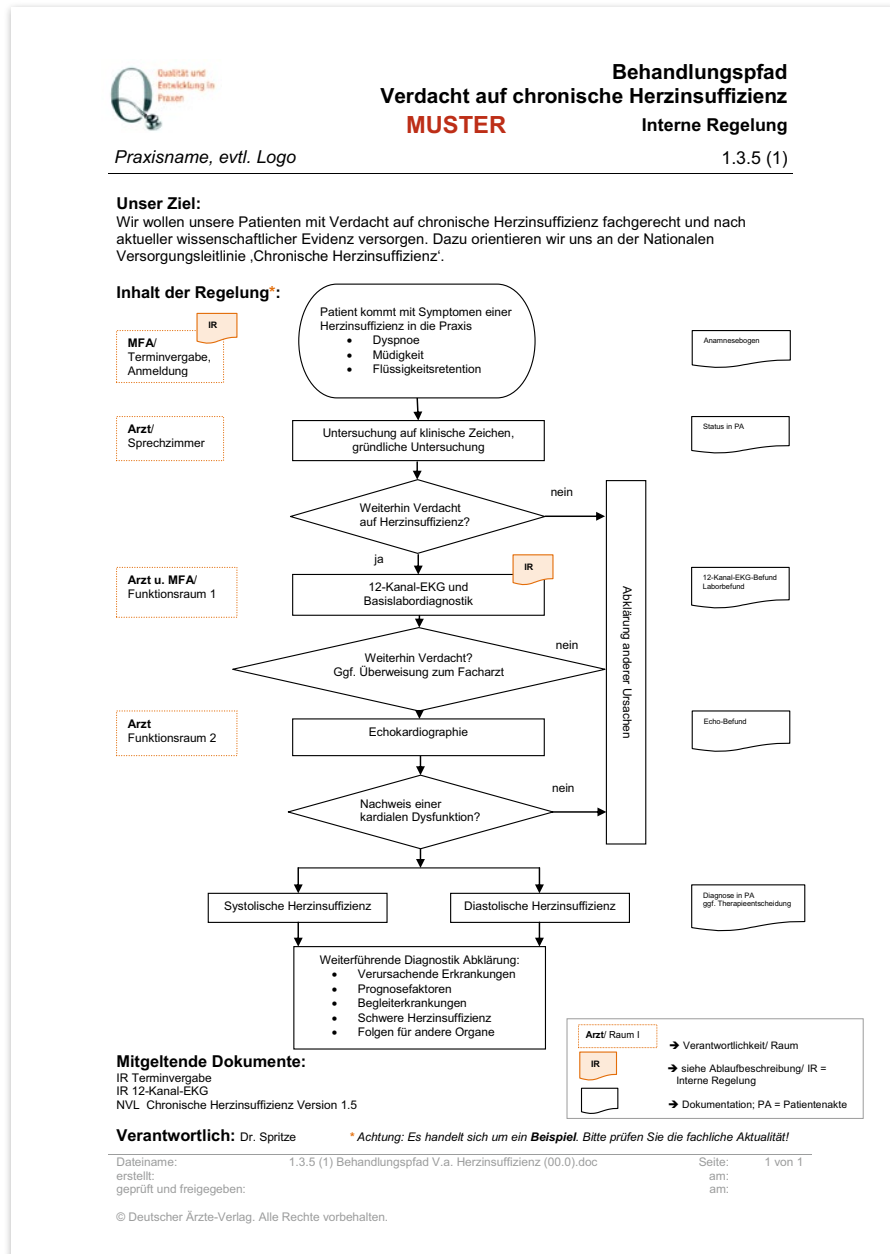 Qualität und
Entwicklung in
Praxen
Behandlungspfad
Verdacht auf chronische Herzinsuffizienz
MUSTER
Interne Regelung
Praxisname, evtl. Logo
1.3.5 (1)
Unser Ziel:
Wir wollen unsere Patienten mit Verdacht auf chronische Herzinsuffizienz fachgerecht und nach
aktueller wissenschaftlicher Evidenz versorgen. Dazu orientieren wir uns an der Nationalen
Versorgungsleitlinie ‚Chronische Herzinsuffizienz‘.
Inhalt der Regelung*:
IR
MFA/
Terminvergabe,
Anmeldung
Patient kommt mit Symptomen einer
Herzinsuffizienz in die Praxis
• Dyspnoe
• Müdigkeit
• Flüssigkeitsretention
Anamnesebogen
Arzt/
Sprechzimmer
Untersuchung auf klinische Zeichen,
gründliche Untersuchung
Status in PA
nein
Weiterhin Verdacht
auf Herzinsuffizienz?
ja
IR
Arzt u. MFA/
Funktionsraum 1
12-Kanal-EKG und
Basislabordiagnostik
Abklärung anderer Ursachen
12-Kanal-EKG-Befund
Laborbefund
nein
Weiterhin Verdacht?
Ggf. Überweisung zum Facharzt
Arzt
Funktionsraum 2
Echokardiographie
Echo-Befund
nein
Nachweis einer
kardialen Dysfunktion?
Systolische Herzinsuffizienz
Diastolische Herzinsuffizienz
Diagnose in PA
ggf. Therapieentscheidung
Weiterführende Diagnostik Abklärung:
• Verursachende Erkrankungen
• Prognosefaktoren
• Begleiterkrankungen
• Schwere Herzinsuffizienz
• Folgen für andere Organe
Arzt/ Raum I
➔ Verantwortlichkeit/ Raum
IR
➔ siehe Ablaufbeschreibung/ IR =
Interne Regelung
➔ Dokumentation; PA = Patientenakte
Mitgeltende Dokumente:
IR Terminvergabe
IR 12-Kanal-EKG
NVL Chronische Herzinsuffizienz Version 1.5
Verantwortlich: Dr. Spritze
* Achtung: Es handelt sich um ein Beispiel. Bitte prüfen Sie die fachliche Aktualität!
Dateiname: 1.3.5 (1) Behandlungspfad V.a. Herzinsuffizienz (00.0).doc Seite: 1 von 1
erstellt: am:
geprüft und freigegeben: am:
© Deutscher Ärzte-Verlag. Alle Rechte vorbehalten.